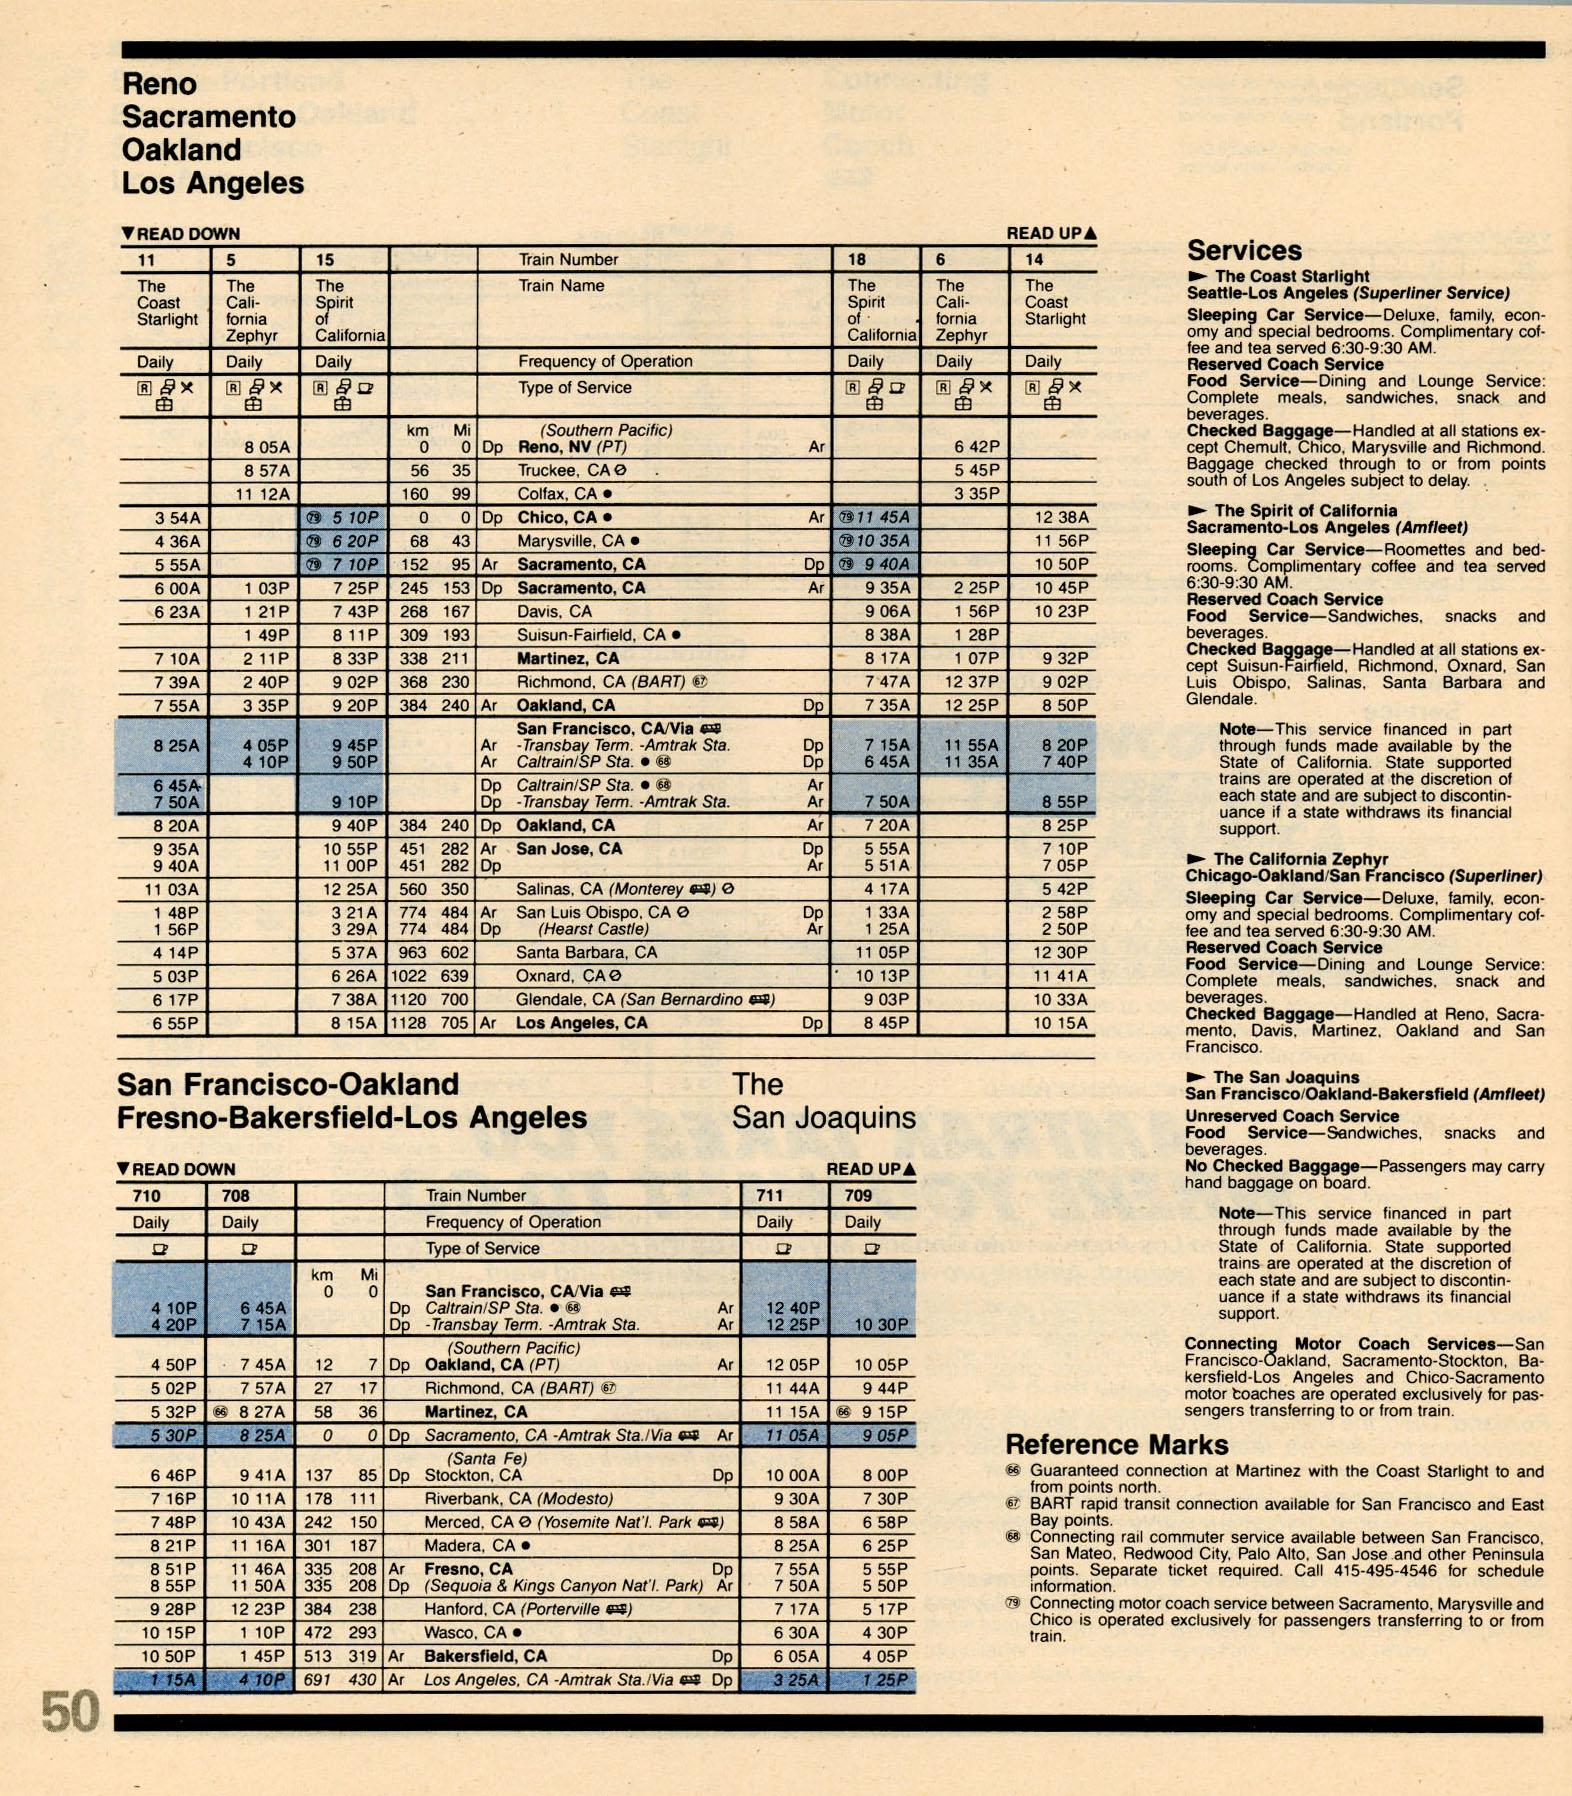 Reno
Sacramento
Oakland
Los Angeles
▼READ DOWN READ UP▲
11 5 15 Train Number 18 6 14
The Coast Starlight The Cali-fornia Zephyr The Spirit of California Train Name The Spirit of California The Cali-fornia Zephyr The Coast Starlight
Daily Daily Daily Frequency of Operation Daily Daily Daily
R R R Type of Service R R R
km Mi (Southern Pacific)
8 05A 0 0 Dp Reno, NV (PT) Ar 6 42P
8 57A 56 35 Truckee, CA 5 45P
11 12A 160 99 Colfax, CA ● 3 35P
3 54A 79 5 10P 0 0 Dp Chico, CA ● Ar 79 11 45A 12 38A
4 36A 79 6 20P 68 43 Marysville, CA ● 79 10 35A 11 56P
5 55A 79 7 10P 152 95 Ar Sacramento, CA Dp 79 9 40A 10 50P
6 00A 1 03P 7 25P 245 153 Dp Sacramento, CA Ar 9 35A 2 25P 10 45P
6 23A 1 21P 7 43P 268 167 Davis, CA 9 06A 1 56P 10 23P
1 49P 8 11P 309 193 Suisun-Fairfield, CA ● 8 38A 1 28P
7 10A 2 11P 8 33P 338 211 Martinez, CA 8 17A 1 07P 9 32P
7 39A 2 40P 9 02P 368 230 Richmond, CA (BART) 67 7 47A 12 37P 9 02P
7 55A 3 35P 9 20P 384 240 Ar Oakland, CA Dp 7 35A 12 25P 8 50P
San Francisco, CA/Via
8 25A 4 05P 9 45P Ar -Transbay Term. -Amtrak Sta. Dp 7 15A 11 55A 8 20P
4 10P 9 50P Ar Caltrain/SP Sta. ● 68 Dp 6 45A 11 35A 7 40P
6 45A Dp Caltrain/SP Sta. ● 68 Ar
7 50A 9 10P Dp -Transbay Term. -Amtrak Sta. Ar 7 50A 8 55P
8 20A 9 40P 384 240 Dp Oakland, CA Ar 7 20A 8 25P
9 35A 10 55P 451 282 Ar San Jose, CA Dp 5 55A 7 10P
9 40A 11 00P 451 282 Dp Ar 5 51A 7 05P
11 03A 12 25A 560 350 Salinas, CA (Monterey) 4 17A 5 42P
1 48P 3 21A 774 484 Ar San Luis Obispo, CA Dp 1 33A 2 58P
1 56P 3 29A 774 484 Dp (Hearst Castle) Ar 1 25A 2 50P
4 14P 5 37A 963 602 Santa Barbara, CA 11 05P 12 30P
5 03P 6 26A 1022 639 Oxnard, CA 10 13P 11 41A
6 17P 7 38A 1120 700 Glendale, CA (San Bernardino) 9 03P 10 33A
6 55P 8 15A 1128 705 Ar Los Angeles, CA Dp 8 45P 10 15A
San Francisco-Oakland The
Fresno-Bakersfield-Los Angeles San Joaquins
▼READ DOWN READ UP▲
710 708 Train Number 711 709
Daily Daily Frequency of Operation Daily Daily
Type of Service
km Mi
0 0 San Francisco, CA/Via
4 10P 6 45A Dp Caltrain/SP Sta. ● 68 Ar 12 40P
4 20P 7 15A Dp -Transbay Term. -Amtrak Sta. Ar 12 25P 10 30P
(Southern Pacific)
4 50P 7 45A 12 7 Dp Oakland, CA (PT) Ar 12 05P 10 05P
5 02P 7 57A 27 17 Richmond, CA (BART) 67 11 44A 9 44P
5 32P 66 8 27A 58 36 Martinez, CA 11 15A 66 9 15P
5 30P 8 25A 0 0 Dp Sacramento, CA -Amtrak Sta./Via Ar 11 05A 9 05P
(Santa Fe)
6 46P 9 41A 137 85 Dp Stockton, CA Dp 10 00A 8 00P
7 16P 10 11A 178 111 Riverbank, CA (Modesto) 9 30A 7 30P
7 48P 10 43A 242 150 Merced, CA (Yosemite Nat'l. Park) 8 58A 6 58P
8 21P 11 16A 301 187 Madera, CA ● 8 25A 6 25P
8 51P 11 46A 335 208 Ar Fresno, CA Dp 7 55A 5 55P
8 55P 11 50A 335 208 Dp (Sequoia & Kings Canyon Nat'l. Park) Ar 7 50A 5 50P
9 28P 12 23P 384 238 Hanford, CA (Porterville) 7 17A 5 17P
10 15P 1 10P 472 293 Wasco, CA ● 6 30A 4 30P
10 50P 1 45P 513 319 Ar Bakersfield, CA Dp 6 05A 4 05P
1 15A 4 10P 691 430 Ar Los Angeles, CA -Amtrak Sta./Via Dp 3 25A 1 25P
50
Services
► The Coast Starlight
Seattle-Los Angeles (Superliner Service)
Sleeping Car Service—Deluxe, family, econ-
omy and special bedrooms. Complimentary cof-
fee and tea served 6:30-9:30 AM.
Reserved Coach Service
Food Service—Dining and Lounge Service:
Complete meals, sandwiches, snack and
beverages.
Checked Baggage—Handled at all stations ex-
cept Chemult, Chico, Marysville and Richmond.
Baggage checked through to or from points
south of Los Angeles subject to delay.
► The Spirit of California
Sacramento-Los Angeles (Amfleet)
Sleeping Car Service—Roomettes and bed-
rooms. Complimentary coffee and tea served
6:30-9:30 AM.
Reserved Coach Service
Food Service—Sandwiches, snacks and
beverages.
Checked Baggage—Handled at all stations ex-
cept Suisun-Fairfield, Richmond, Oxnard, San
Luis Obispo, Salinas, Santa Barbara and
Glendale.
Note—This service financed in part
through funds made available by the
State of California. State supported
trains are operated at the discretion of
each state and are subject to discontin-
uance if a state withdraws its financial
support.
► The California Zephyr
Chicago-Oakland/San Francisco (Superliner)
Sleeping Car Service—Deluxe, family, econ-
omy and special bedrooms. Complimentary cof-
fee and tea served 6:30-9:30 AM.
Reserved Coach Service
Food Service—Dining and Lounge Service:
Complete meals, sandwiches, snack and
beverages.
Checked Baggage—Handled at Reno, Sacra-
mento, Davis, Martinez, Oakland and San
Francisco.
► The San Joaquins
San Francisco/Oakland-Bakersfield (Amfleet)
Unreserved Coach Service
Food Service—Sandwiches, snacks and
beverages.
No Checked Baggage—Passengers may carry
hand baggage on board.
Note—This service financed in part
through funds made available by the
State of California. State supported
trains are operated at the discretion of
each state and are subject to discontin-
uance if a state withdraws its financial
support.
Connecting Motor Coach Services—San
Francisco-Oakland, Sacramento-Stockton, Ba-
kersfield-Los Angeles and Chico-Sacramento
motor coaches are operated exclusively for pas-
sengers transferring to or from train.
Reference Marks
66 Guaranteed connection at Martinez with the Coast Starlight to and
from points north.
67 BART rapid transit connection available for San Francisco and East
Bay points.
68 Connecting rail commuter service available between San Francisco,
San Mateo, Redwood City, Palo Alto, San Jose and other Peninsula
points. Separate ticket required. Call 415-495-4546 for schedule
information.
79 Connecting motor coach service between Sacramento, Marysville and
Chico is operated exclusively for passengers transferring to or from
train.